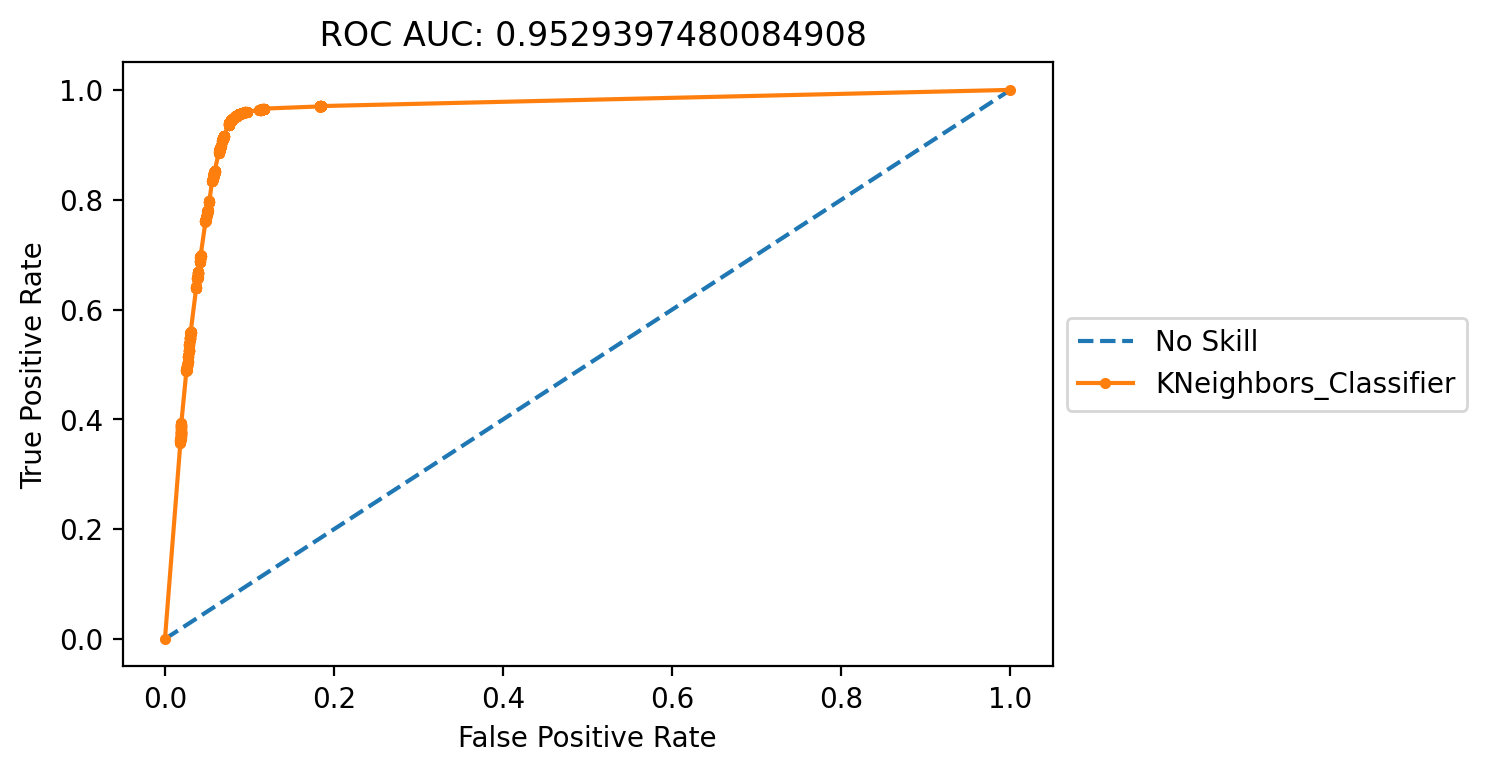 ROC AUC: 0.9529397480084908
1.0
0.8
0.6
0.4
0.2
0.0
True Positive Rate
0.0 0.2 0.4 0.6 0.8 1.0
False Positive Rate
No Skill
KNeighbors_Classifier